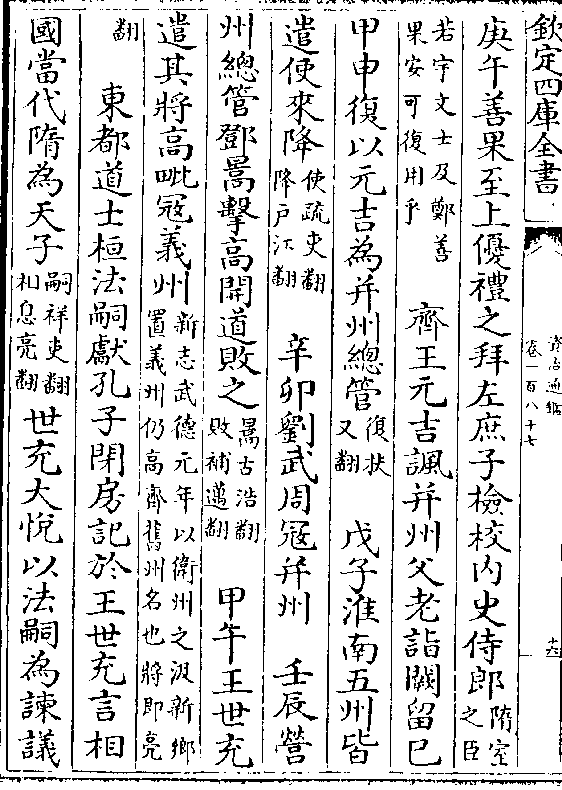 欽定四庫全書
資治通鑑
卷一百八十七
十六
庚午善果至上優禮之拜左庶子檢校内史侍郎隋室之臣
若宇文士及鄭善果安可復用乎　齊王元吉諷并州父老詣闕留已
甲申復以元吉為并州總管復扶又翻　戊子淮南五州皆
遣使來降使疏吏翻降戶江翻　辛卯劉武周冦并州　壬辰營
州總管鄧暠擊高開道敗之暠古浩翻敗補邁翻　甲午王世充
遣其將高毗冦義州新志武德元年以衛州之汲新鄉置義州仍高齊舊州名也將即亮
翻　東都道士桓法嗣獻孔子閉房記於王世充言相
國當代隋為天子嗣祥吏翻相息亮翻世充大悅以法嗣為諫議